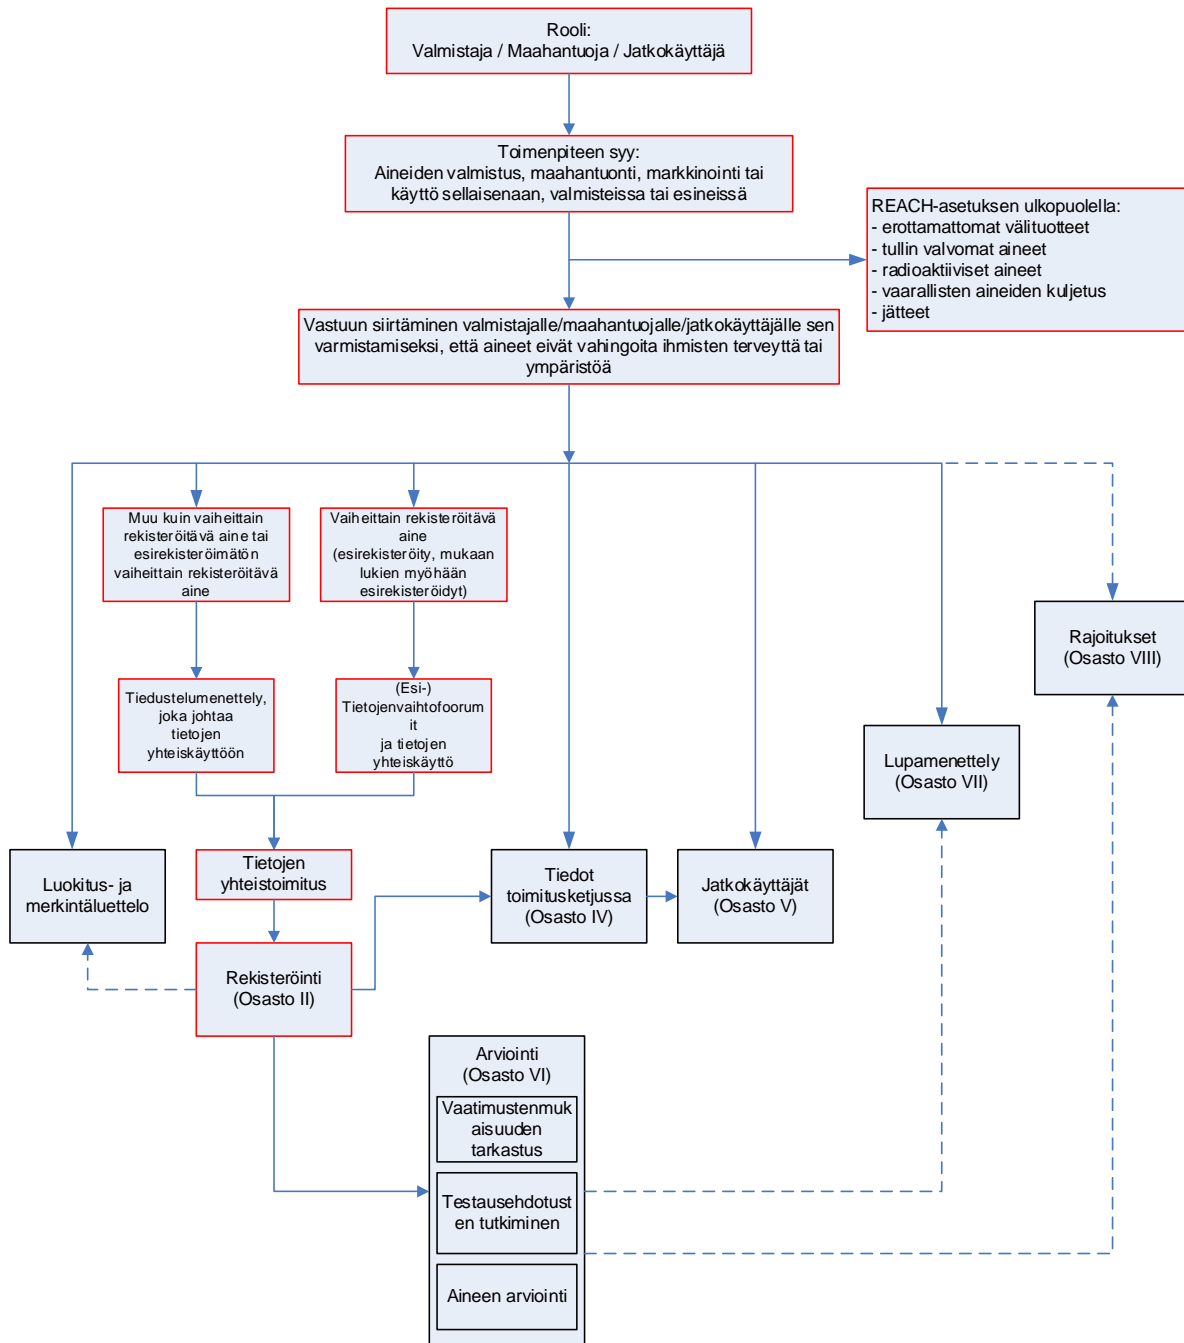 Rooli:
Valmistaja / Maahantuoja / Jatkokäyttäjä
Toimenpiteen syy:
Aineiden valmistus, maahantuonti, markkinointi tai
käyttö sellaisenaan, valmisteissa tai esineissä
REACH-asetuksen ulkopuolella:
- erottamattomat välituotteet
- tullin valvomat aineet
- radioaktiiviset aineet
- vaarallisten aineiden kuljetus
- jätteet
Vastuun siirtäminen valmistajalle/maahantuojalle/jatkokäyttäjälle sen
varmistamiseksi, että aineet eivät vahingoita ihmisten terveyttä tai
ympäristöä
Muu kuin vaiheittain
rekisteröitävä aine tai
esirekisteröimätön
vaiheittain rekisteröitävä
aine
Vaiheittain rekisteröitävä
aine
(esirekisteröity, mukaan
lukien myöhään
esirekisteröidyt)
Rajoitukset
(Osasto VIII)
Tiedustelumenettely,
joka johtaa
tietojen
yhteiskäyttöön
(Esi-)
Tietojenvaihtofoorum
it
ja tietojen
yhteiskäyttö
Lupamenettely
(Osasto VII)
Luokitus- ja
merkintäluettelo
Tietojen
yhteistoimitus
Tiedot
toimitusketjussa
(Osasto IV)
Jatkokäyttäjät
(Osasto V)
Rekisteröinti
(Osasto II)
Arviointi
(Osasto VI)
Vaatimustenmuk
aisuuden
tarkastus
Testausehdotust
en tutkiminen
Aineen arviointi